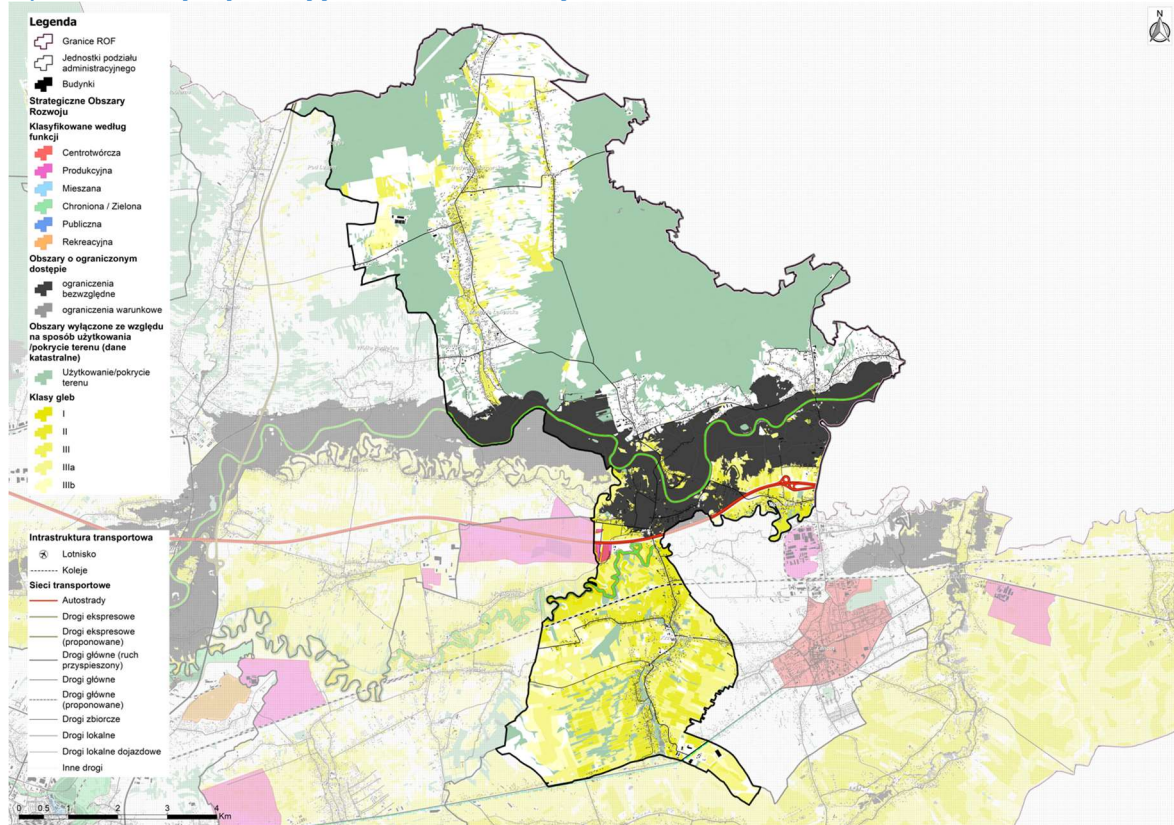 Legenda
Granice ROF
Jednostki podziału
administracyjnego
Budynki
Strategiczne Obszary
Rozwoju
Klasyfikowane według
funkcji
Centrotwórcza
Produkcyjna
Mieszana
Chroniona / Zielona
Publiczna
Rekreacyjna
Obszary o ograniczonym
dostępie
ograniczenia
bezwzględne
ograniczenia warunkowe
Obszary wyłączone ze względu
na sposób użytkowania
/pokrycie terenu (dane
katastralne)
Użytkowanie/pokrycie
terenu
Klasy gleb
I
II
III
IIIa
IIIb
Intrastruktura transportowa
Lotnisko
Koleje
Sieci transportowe
Autostrady
Drogi ekspresowe
Drogi ekspresowe
(proponowane)
Drogi główne (ruch
przyspieszony)
Drogi główne
Drogi główne
(proponowane)
Drogi zbiorcze
Drogi lokalne
Drogi lokalne dojazdowe
Inne drogi
0 0.5 1 2 3 4
Km
N